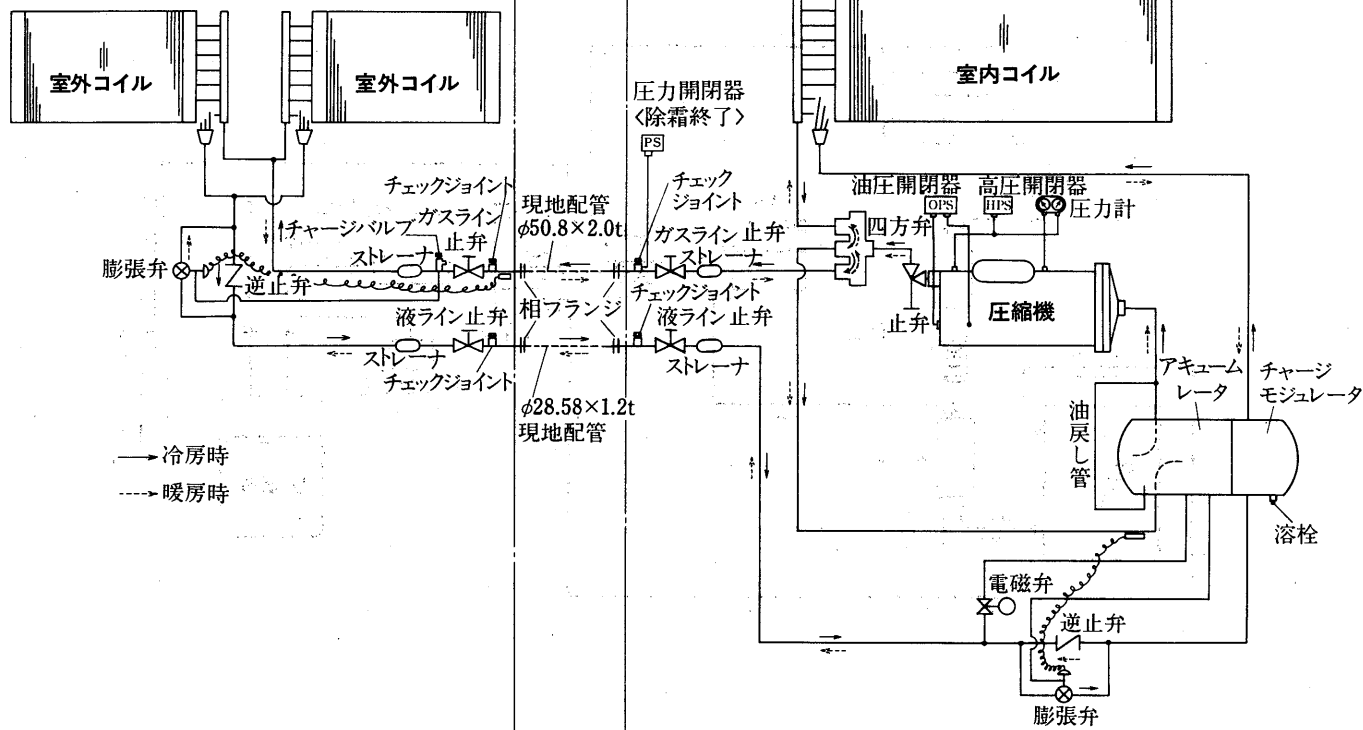 室外コイル
室外コイル
室内コイル
圧力開閉器
<除霜終了>
PS
チェックジョイント
チェック
ジョイント
油圧開閉器
高圧開閉器
OPS
HPS
圧力計
現地配管
φ50.8×2.0t
チャージバルブ
ガスライン
止弁
ストレーナ
ガスライン 止弁
ストレーナ
四方弁
膨張弁
逆止弁
相フランジ
チェックジョイント
液ライン 止弁
液ライン 止弁
止弁
圧縮機
ストレーナ
チェックジョイント
ストレーナ
φ28.58×1.2t
現地配管
アキューム
レータ
チャージ
モジュレータ
油戻し管
冷房時
暖房時
溶栓
電磁弁
逆止弁
膨張弁